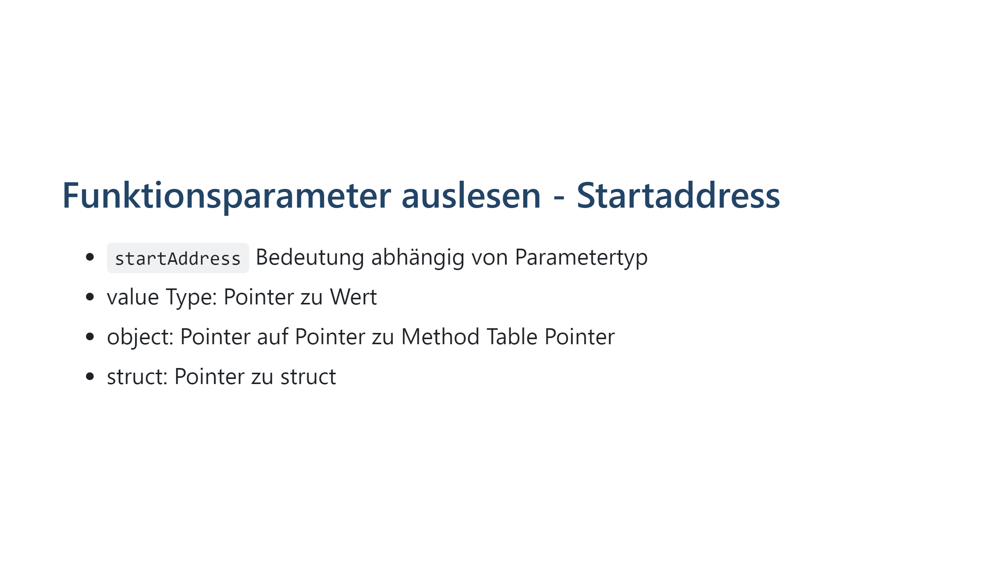 Funktionsparameter auslesen - Startaddress
startAddress Bedeutung abhängig von Parametertyp
value Type: Pointer zu Wert
object: Pointer auf Pointer zu Method Table Pointer
struct: Pointer zu struct